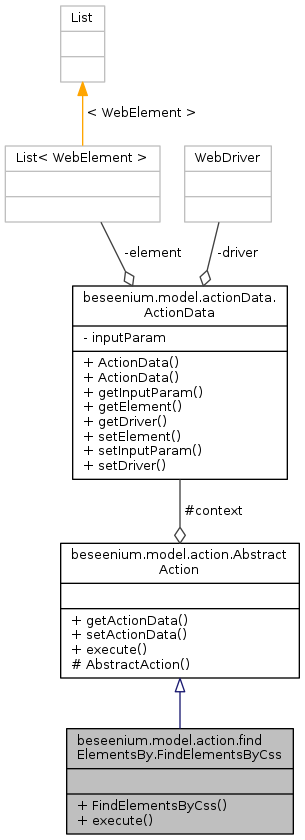 List
< WebElement >
List< WebElement >
WebDriver
-element
-driver
beseenium.model.actionData.
ActionData
- inputParam
+ ActionData()
+ ActionData()
+ getInputParam()
+ getElement()
+ getDriver()
+ setElement()
+ setInputParam()
+ setDriver()
#context
beseenium.model.action.Abstract
Action
+ getActionData()
+ setActionData()
+ execute()
# AbstractAction()
beseenium.model.action.find
ElementsBy.FindElementsByCss
+ FindElementsByCss()
+ execute()